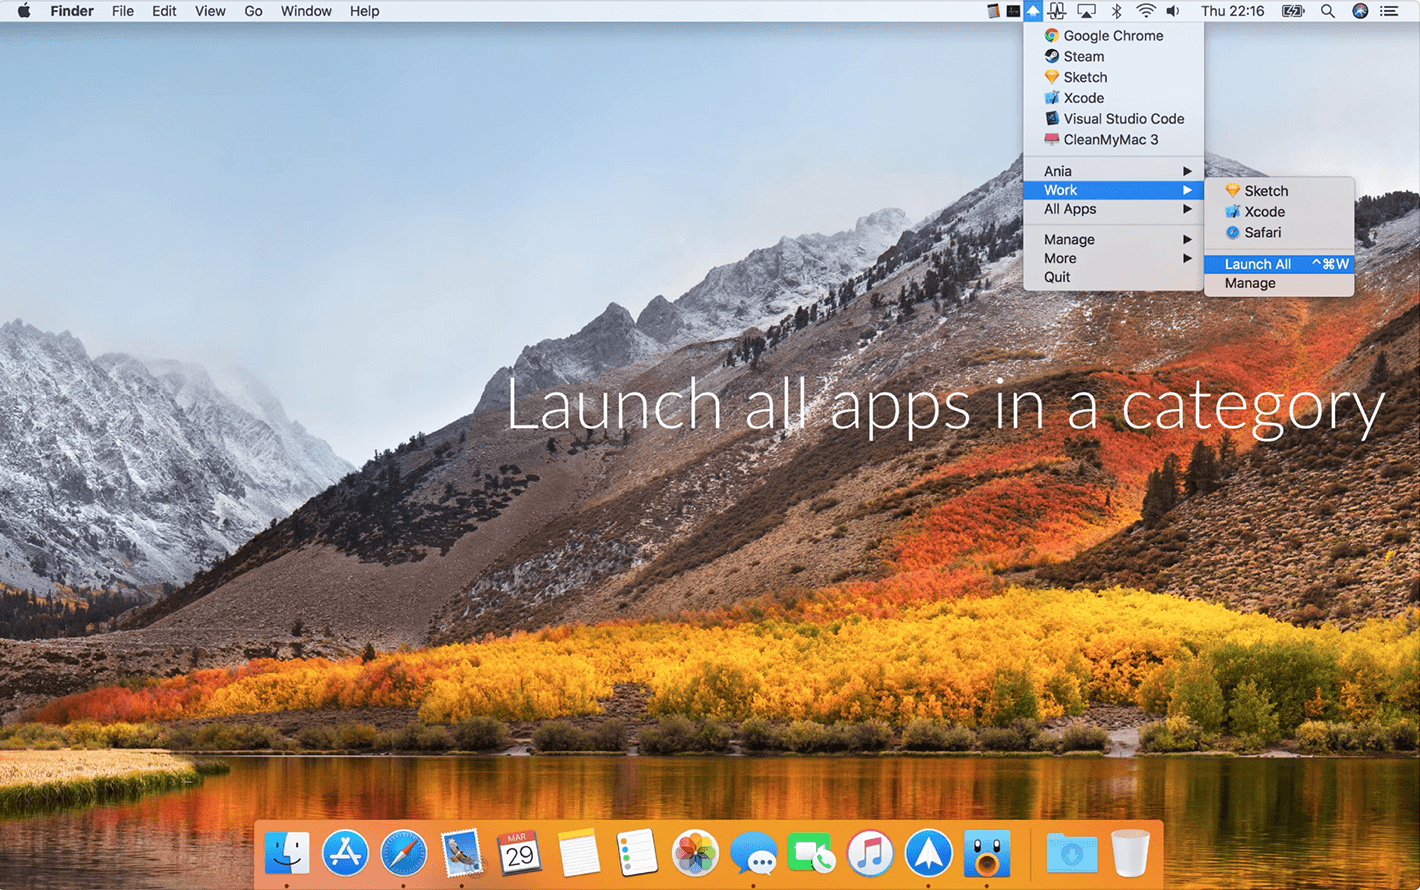 Finder File Edit View Go Window Help Thu 22:16
Google Chrome
Steam
Sketch
Xcode
Visual Studio Code
CleanMyMac 3
Ania
Work
All Apps
Manage
More
Quit
Sketch
Xcode
Safari
Launch All ^⌘W
Manage
Launch all apps in a category
MAR
29